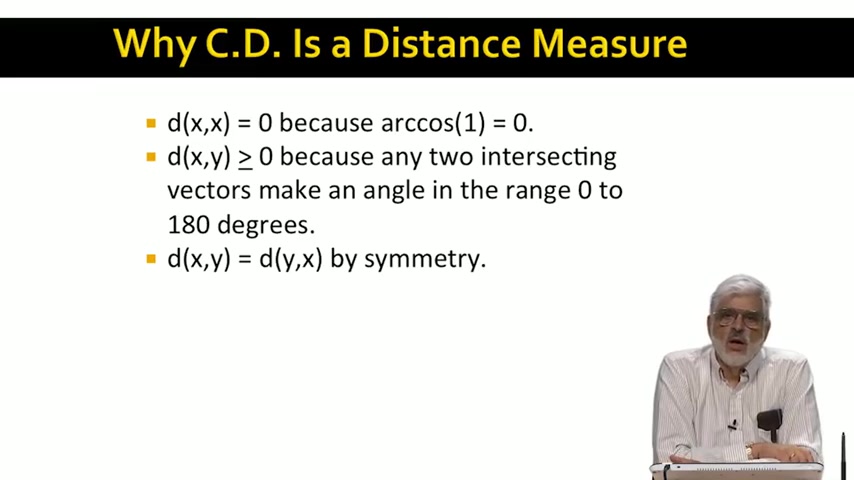 Why C.D. Is a Distance Measure
d(x,x) = 0 because arccos(1) = 0.
d(x,y) ≥ 0 because any two intersecting
vectors make an angle in the range 0 to
180 degrees.
d(x,y) = d(y,x) by symmetry.